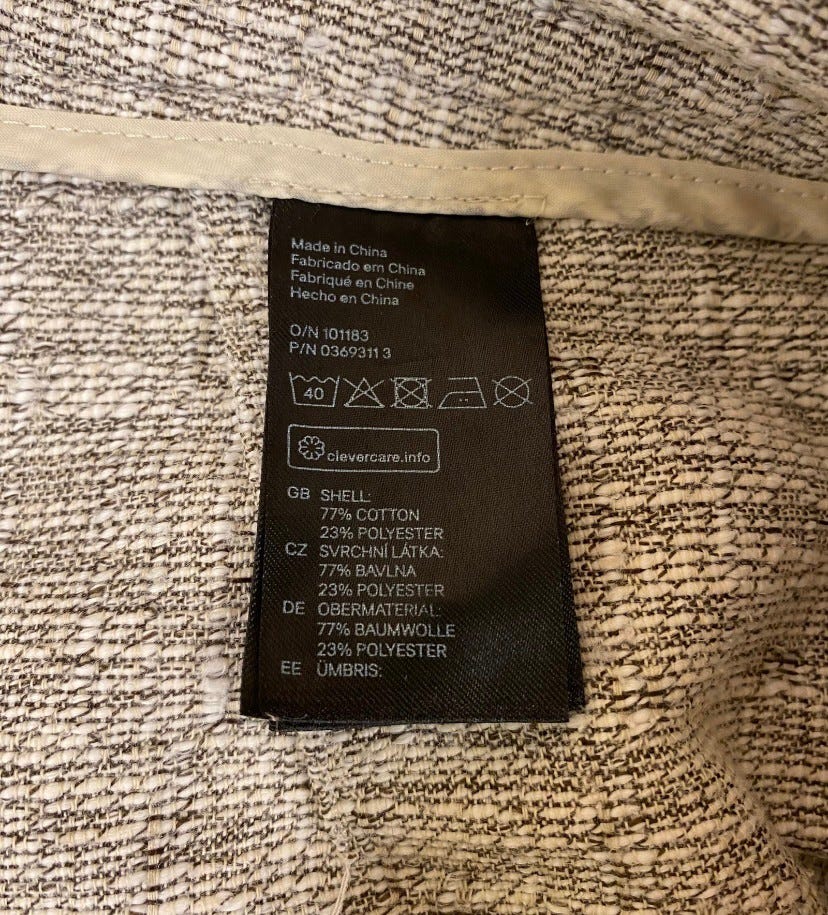 Made in China
Fabricado em China
Fabriqué en Chine
Hecho en China
O/N 101183
P/N 0369311 3
40
clevercare.info
GB SHELL:
77% COTTON
23% POLYESTER
CZ SVRCHNÍ LÁTKA:
77% BAVLNA
23% POLYESTER
DE OBERMATERIAL:
77% BAUMWOLLE
23% POLYESTER
EE ÜMBRIS: